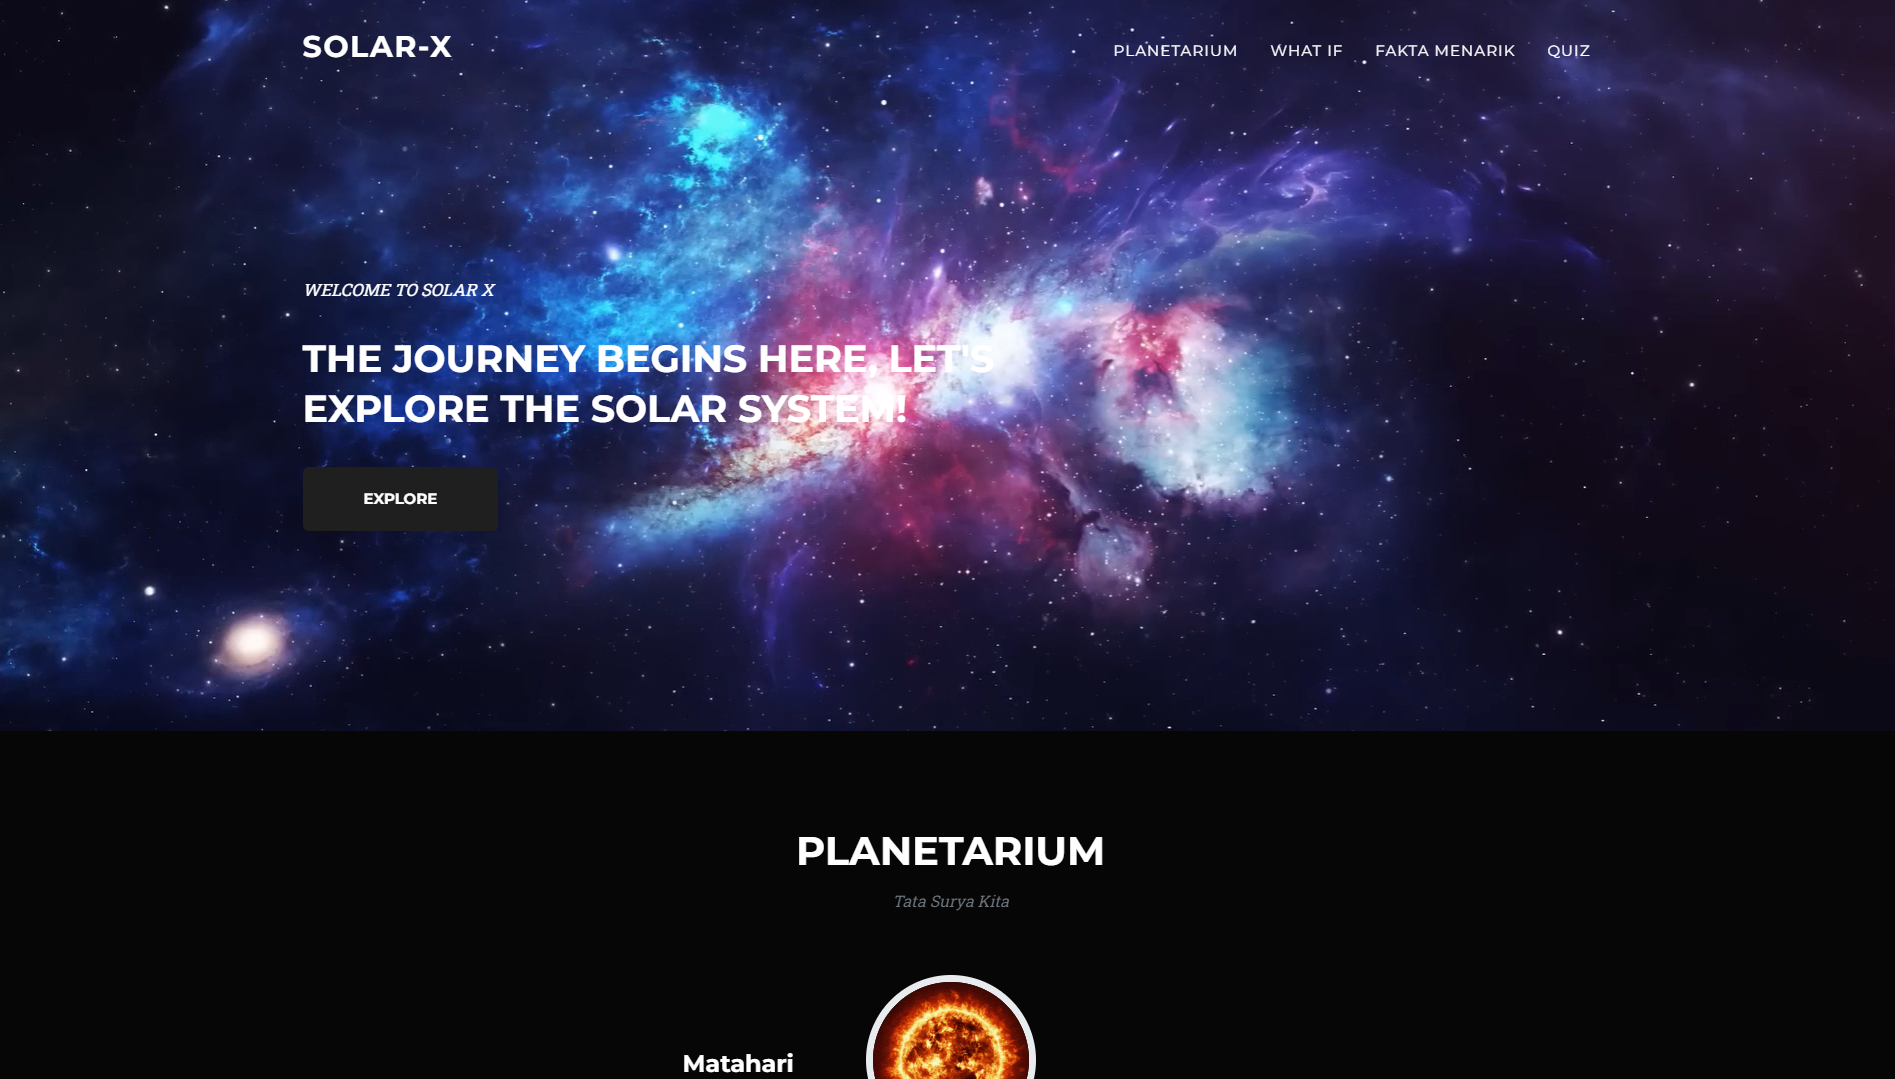 SOLAR-X
PLANETARIUM WHAT IF FAKTA MENARIK QUIZ
WELCOME TO SOLAR X
THE JOURNEY BEGINS HERE, LET'S
EXPLORE THE SOLAR SYSTEM!
EXPLORE
PLANETARIUM
Tata Surya Kita
Matahari